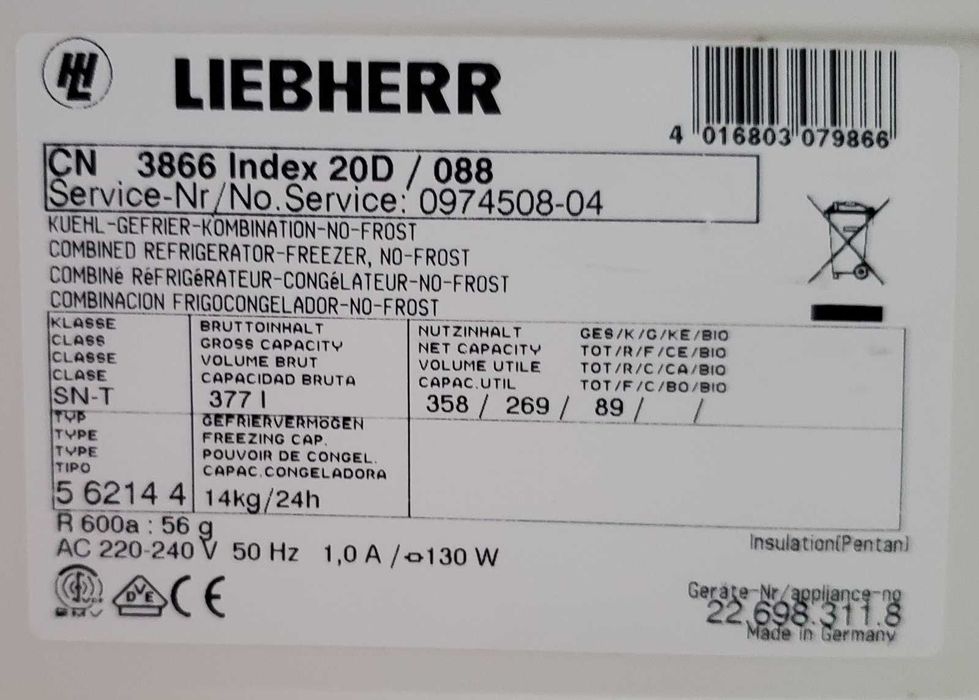 LIEBHERR
4 016803 079866
CN 3866 Index 20D / 088
Service-Nr/No.Service: 0974508-04
KUEHL-GEFRIER-KOMBINATION-NO-FROST
COMBINED REFRIGERATOR-FREEZER, NO-FROST
COMBINé RéFRIGéRATEUR-CONGéLATEUR-NO-FROST
COMBINACION FRIGOCONGELADOR-NO-FROST
KLASSE
CLASS
CLASSE
CLASE
SN-T
BRUTTOINHALT
GROSS CAPACITY
VOLUME BRUT
CAPACIDAD BRUTA
377 l
NUTZINHALT GES/K/G/KE/BIO
NET CAPACITY TOT/R/F/CE/BIO
VOLUME UTILE TOT/R/C/CA/BIO
CAPAC.UTIL TOT/F/C/BO/BIO
358 / 269 / 89 / /
TYP
TYPE
TYPE
TIPO
5 6214 4
GEFRIERVERMOGEN
FREEZING CAP.
POUVOIR DE CONGEL.
CAPAC.CONGELADORA
14kg/24h
R 600a : 56 g
AC 220-240 V 50 Hz 1,0 A / 130 W
Insulation(Pentan)
DVE CE
Geräte-Nr/appliance-no
22.698.311.8
Made in Germany